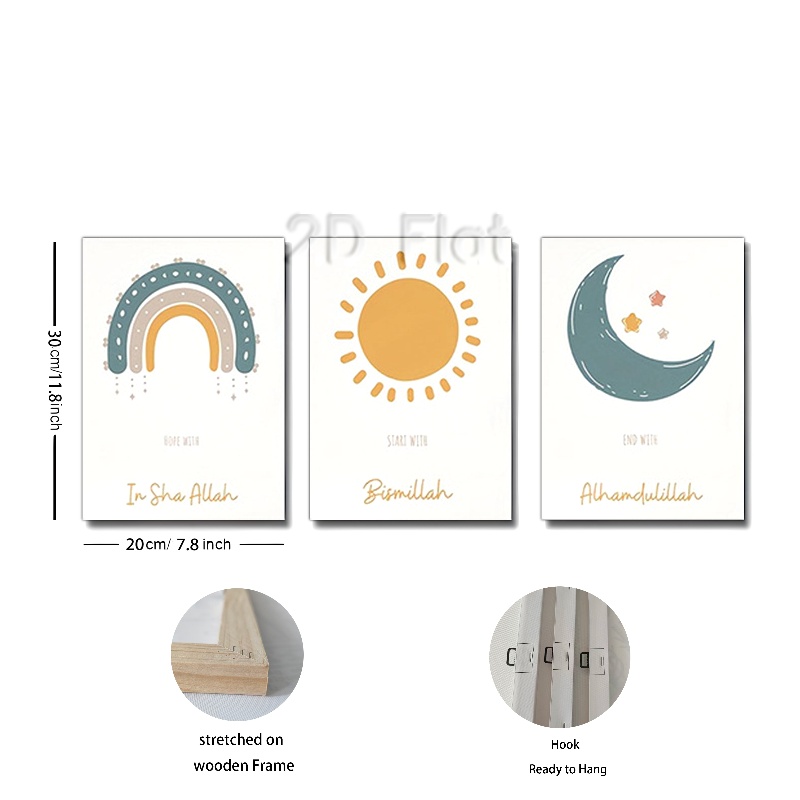 2D Flat
30cm/11.8inch
HOPE WITH
In Sha Allah
START WITH
Bismillah
END WITH
Alhamdulillah
20cm/ 7.8 inch
stretched on
wooden Frame
Hook
Ready to Hang